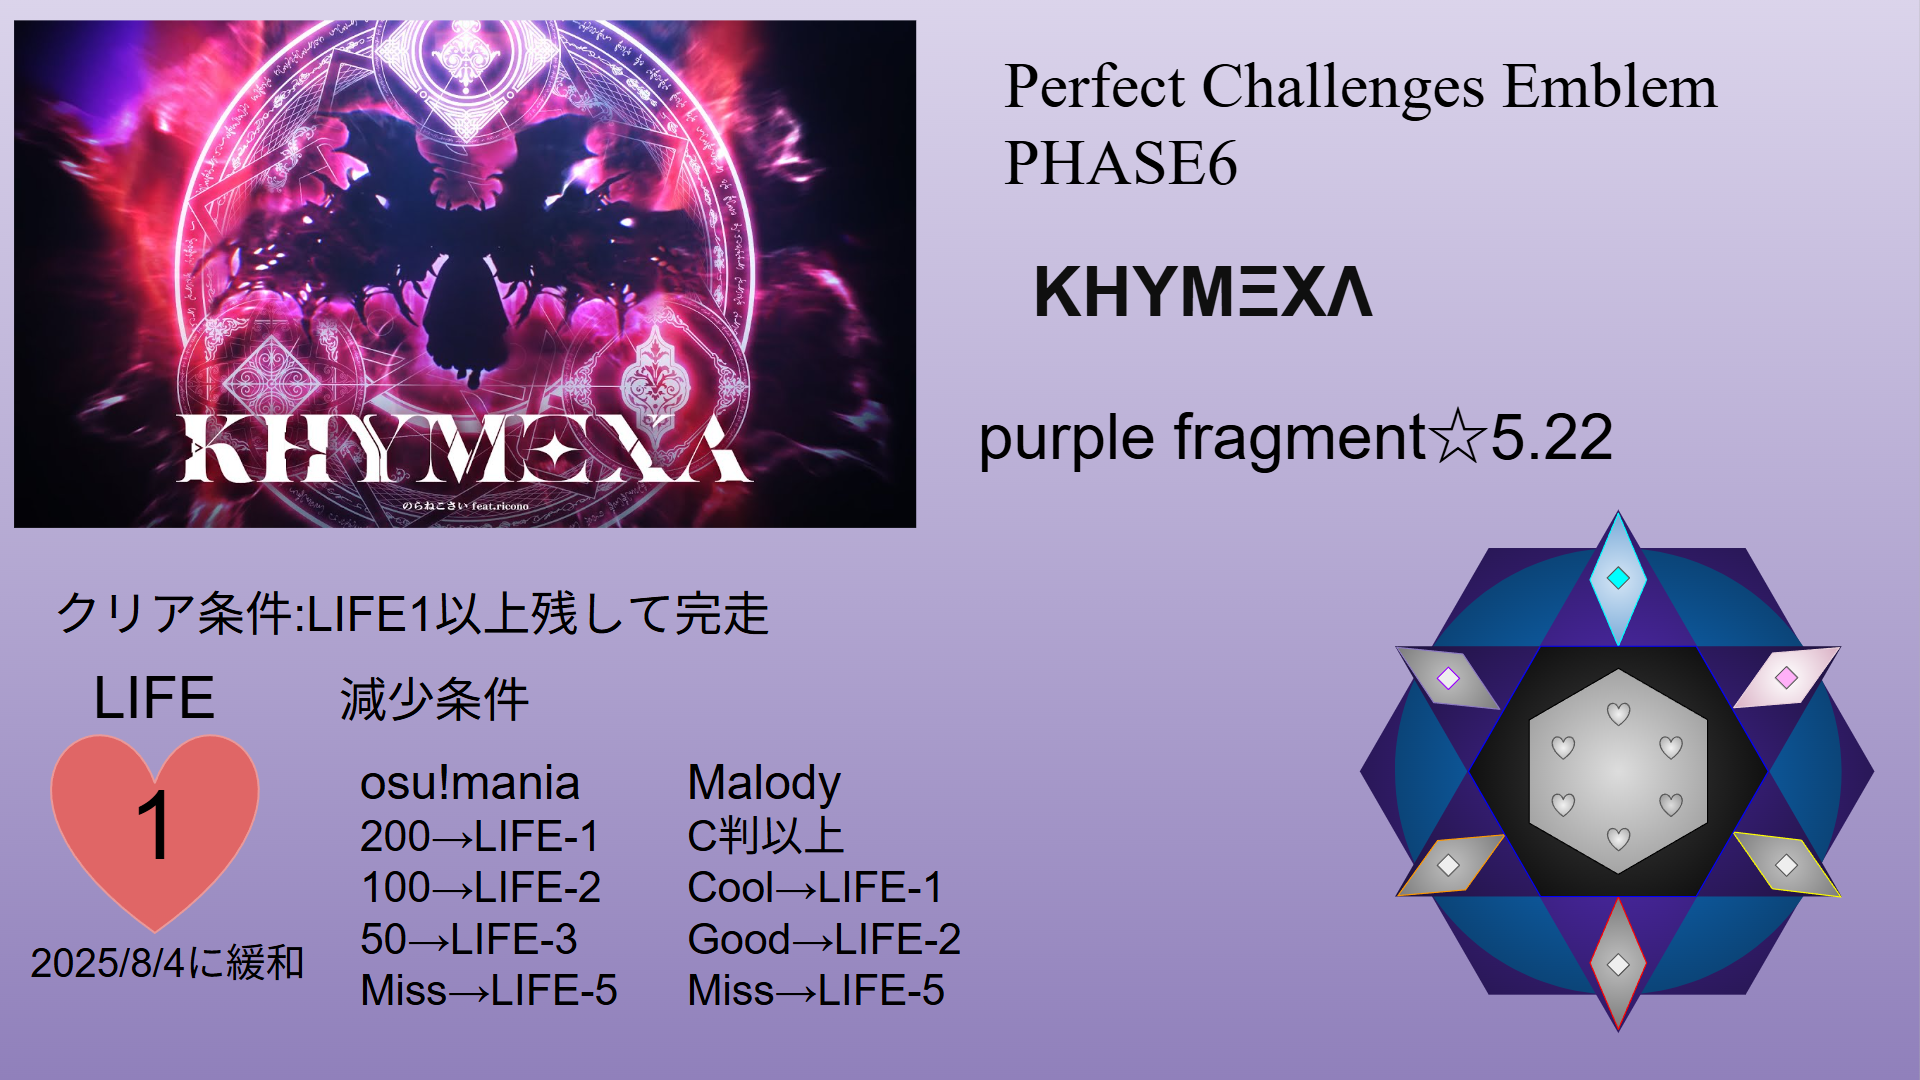 KHYMEXA
のらねこさい feat.ricono
Perfect Challenges Emblem
PHASE6
KHYMΞXΛ
purple fragment☆5.22
クリア条件:LIFE1以上残して完走
LIFE
1
2025/8/4に緩和
減少条件
osu!mania
200→LIFE-1
100→LIFE-2
50→LIFE-3
Miss→LIFE-5
Malody
C判以上
Cool→LIFE-1
Good→LIFE-2
Miss→LIFE-5